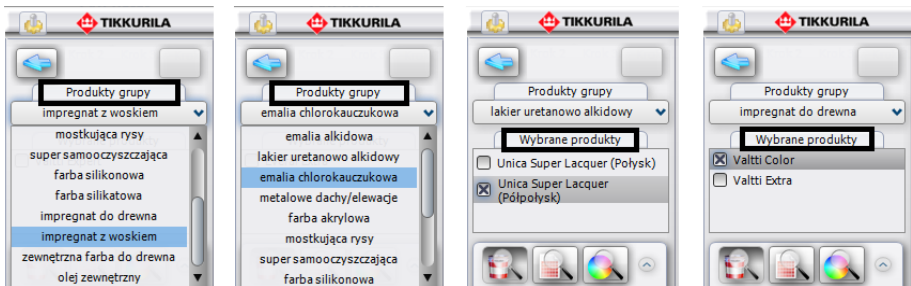 TIKKURILA
Produkty grupy
impregnat z woskiem
mostkująca rysy
super samooczyszczająca
farba silikonowa
farba silikatowa
impregnat do drewna
impregnat z woskiem
zewnętrzna farba do drewna
olej zewnętrzny
TIKKURILA
Produkty grupy
emalia chlorokauczukowa
emalia alkidowa
lakier uretanowo alkidowy
emalia chlorokauczukowa
metalowe dachy/elewacje
farba akrylowa
mostkująca rysy
super samooczyszczająca
farba silikonowa
TIKKURILA
Produkty grupy
lakier uretanowo alkidowy
Wybrane produkty
Unica Super Lacquer (Połysk)
Unica Super Lacquer
(Półpołysk)
TIKKURILA
Produkty grupy
impregnat do drewna
Wybrane produkty
Valtti Color
Valtti Extra